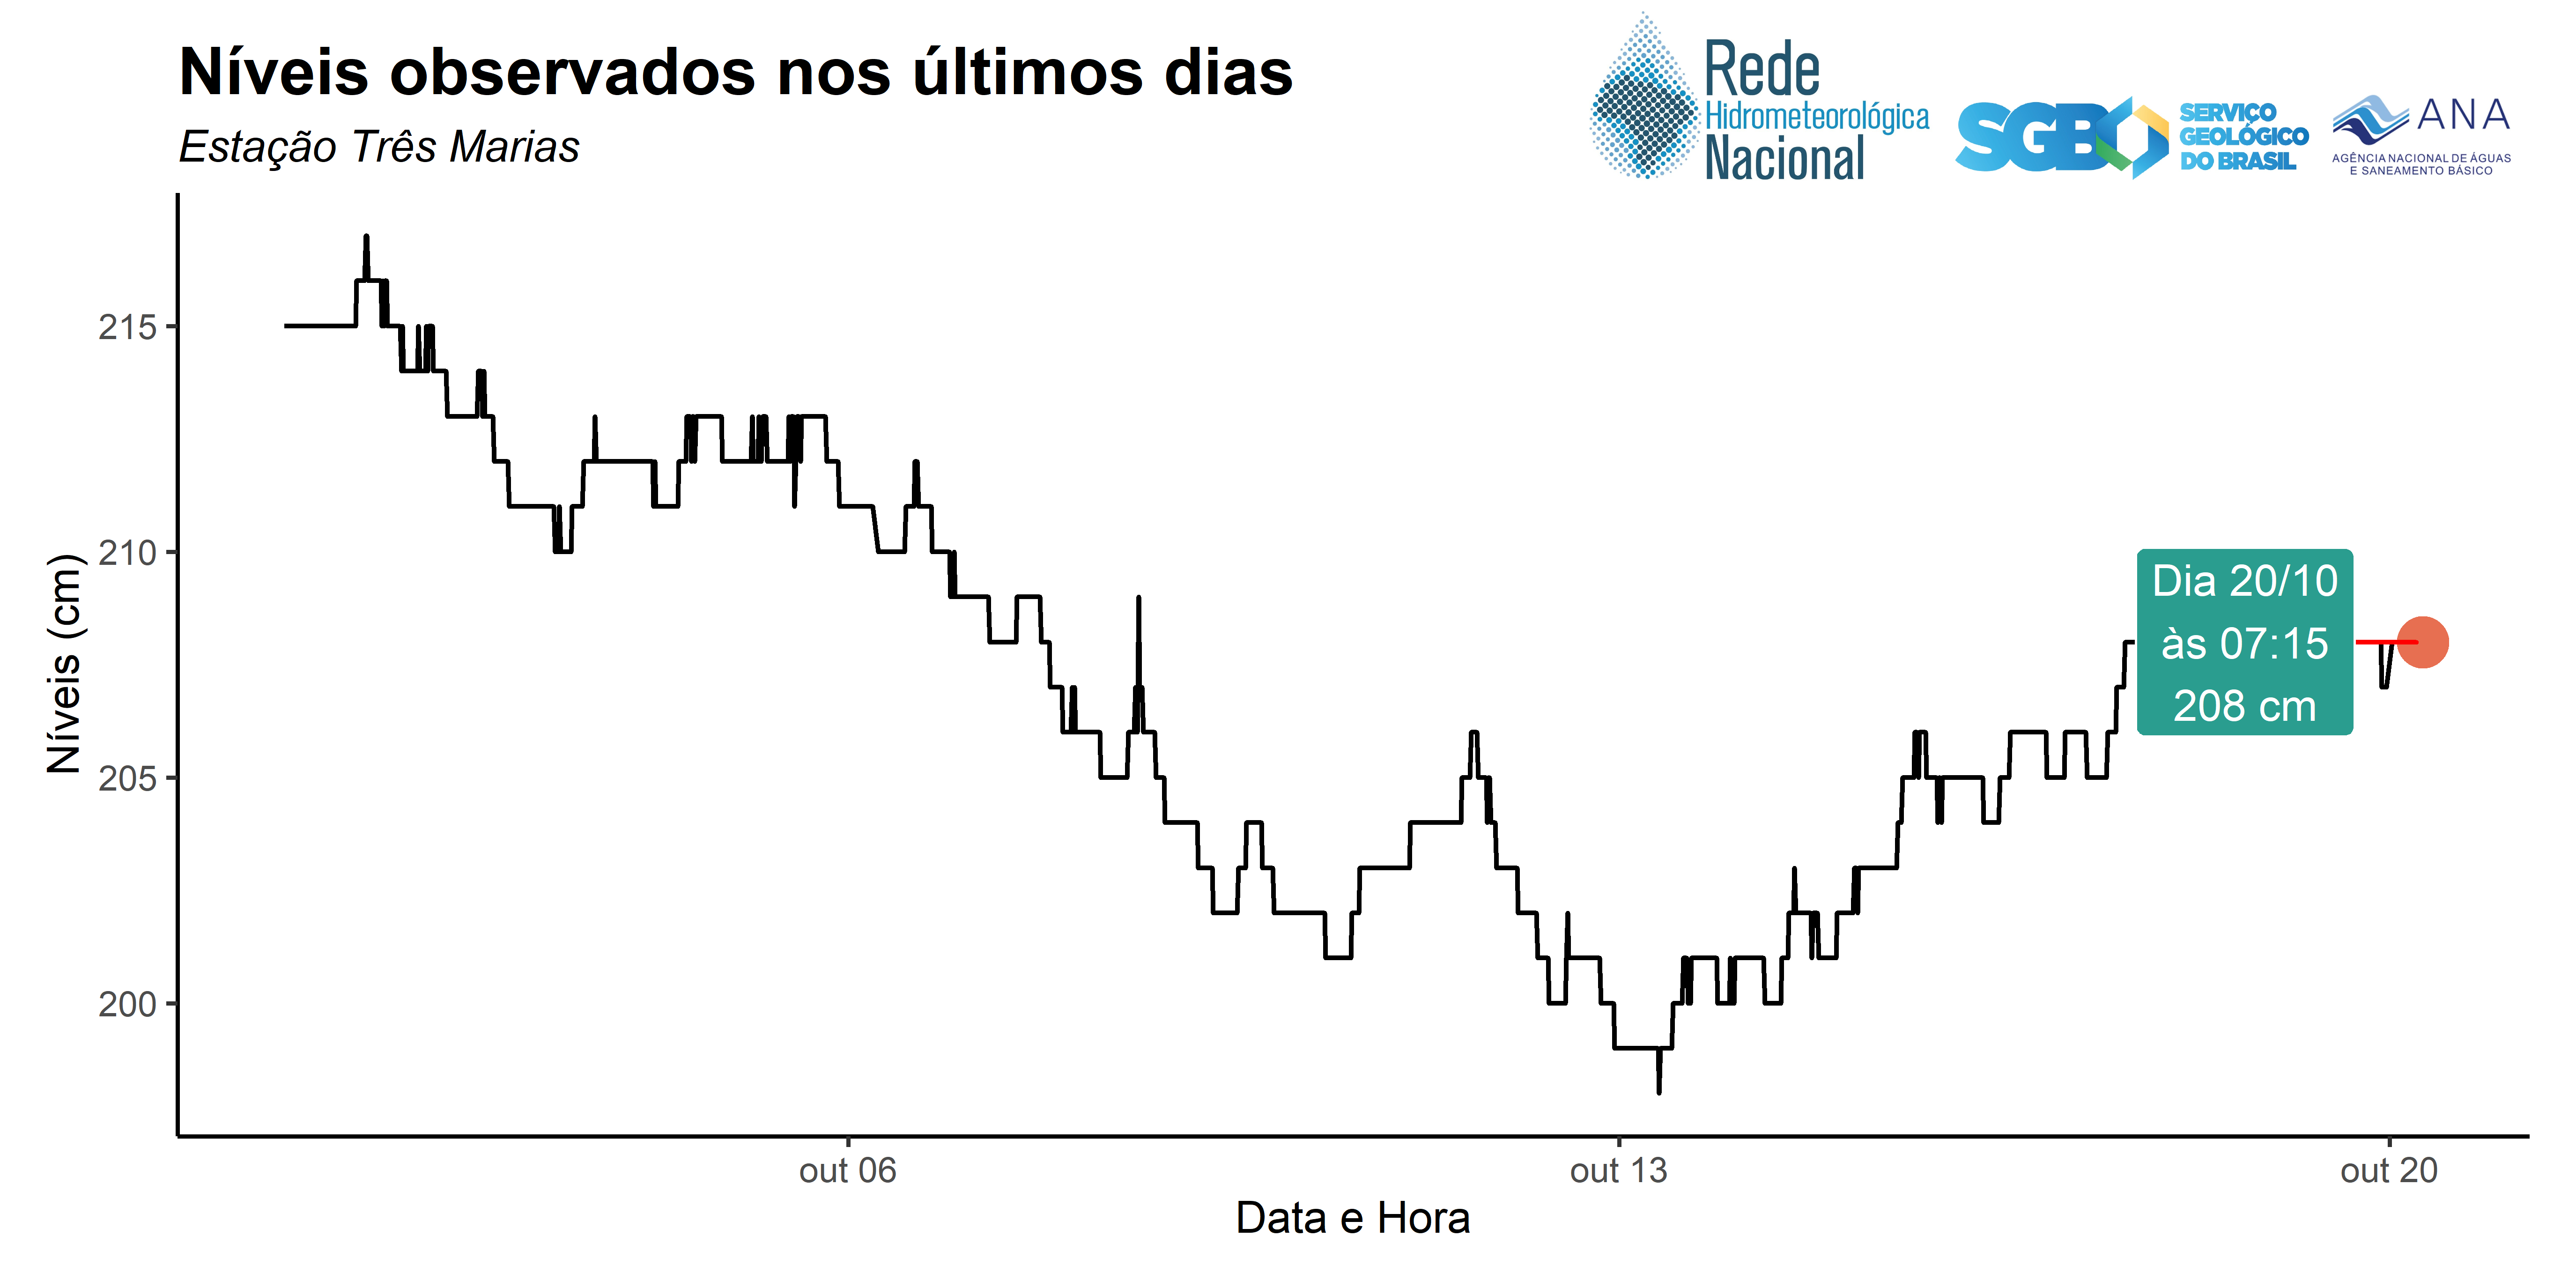 Níveis observados nos últimos dias
Estação Três Marias
Rede
Hidrometeorológica
Nacional
SGB
SERVIÇO
GEOLÓGICO
DO BRASIL
ANA
AGÊNCIA NACIONAL DE ÁGUAS
E SANEAMENTO BÁSICO
Níveis (cm)
215
210
205
200
Dia 20/10
às 07:15
208 cm
out 06
out 13
out 20
Data e Hora